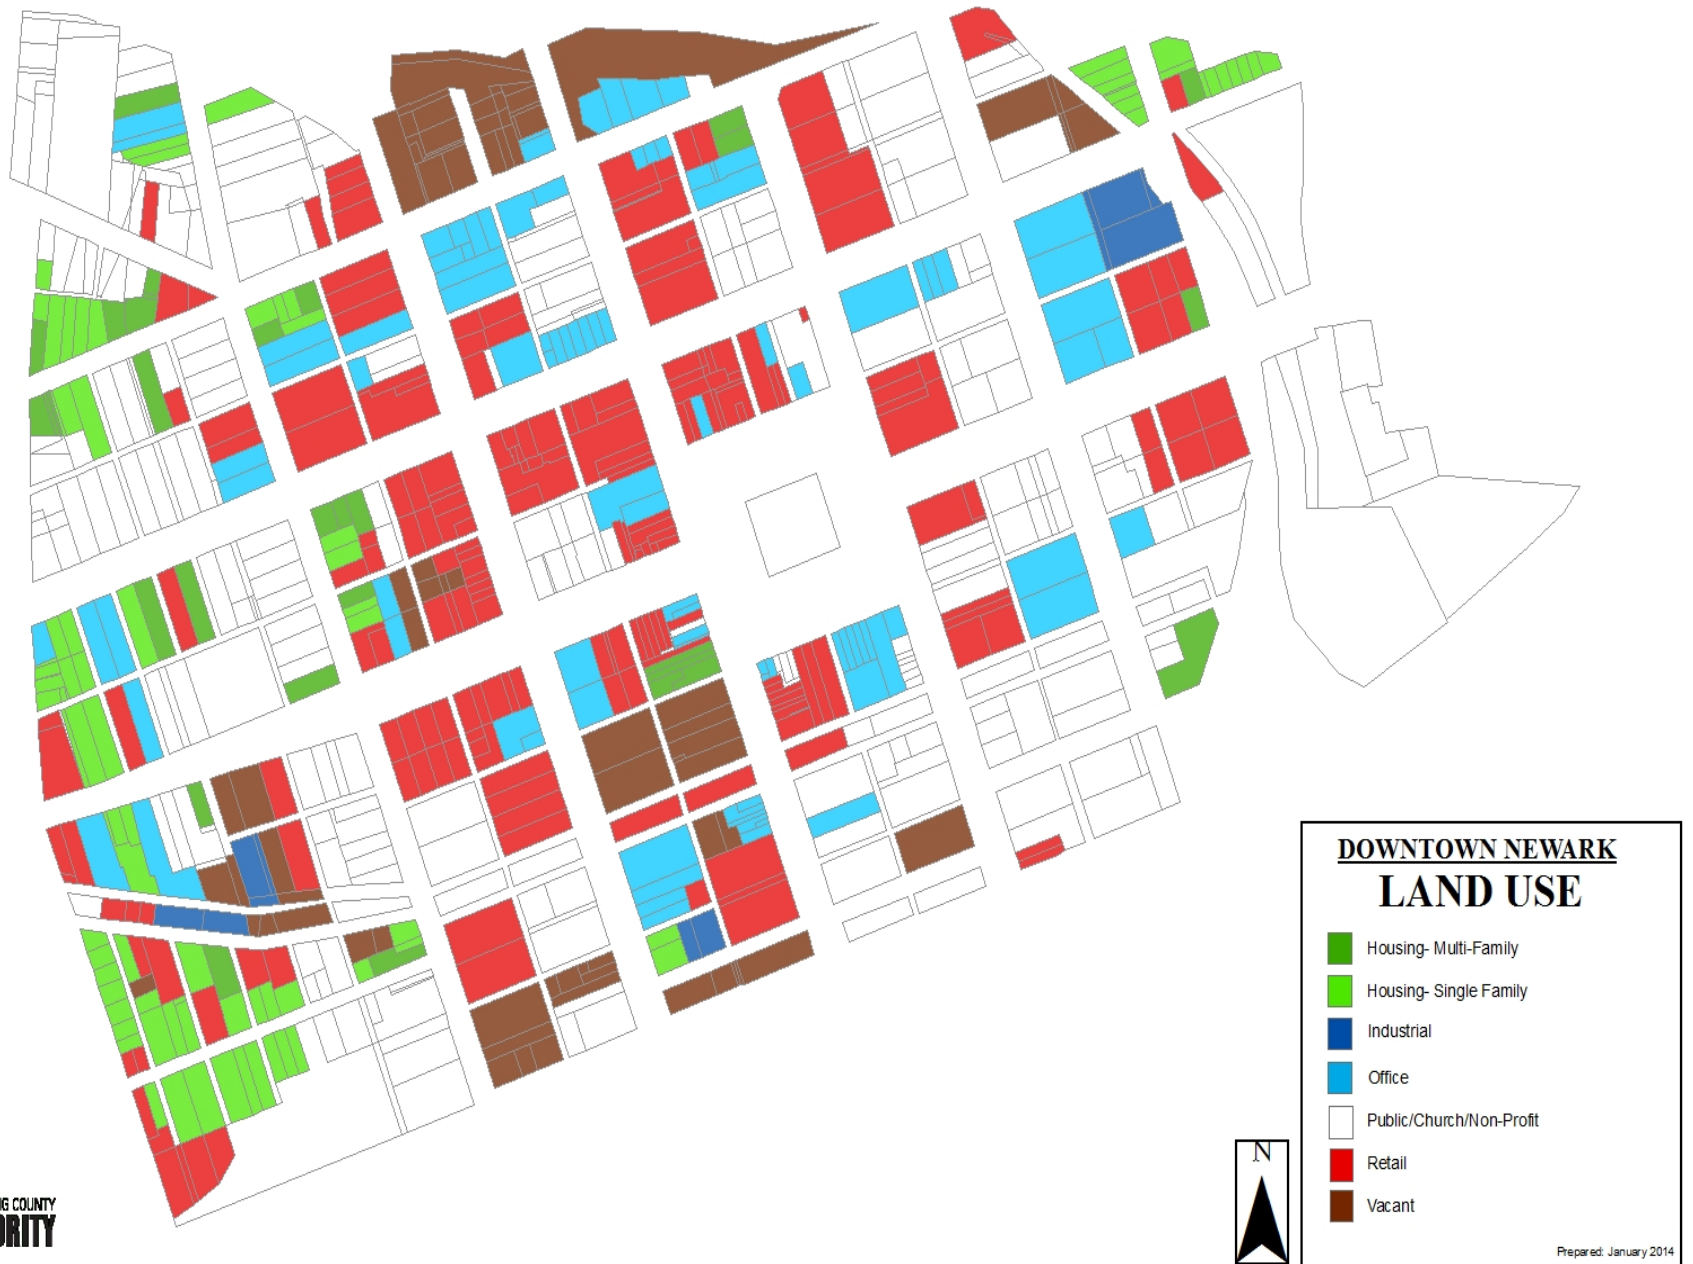 DOWNTOWN NEWARK
LAND USE
Housing- Multi-Family
Housing- Single Family
Industrial
Office
Public/Church/Non-Profit
Retail
Vacant
N
Prepared: January 2014
G COUNTY
ORITY